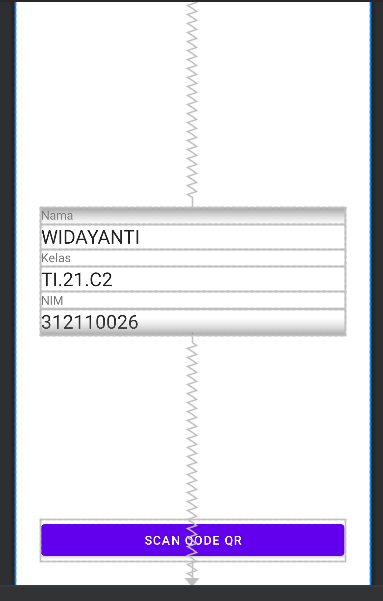 Nama
WIDAYANTI
Kelas
TI.21.C2
NIM
312110026
SCAN CODE QR